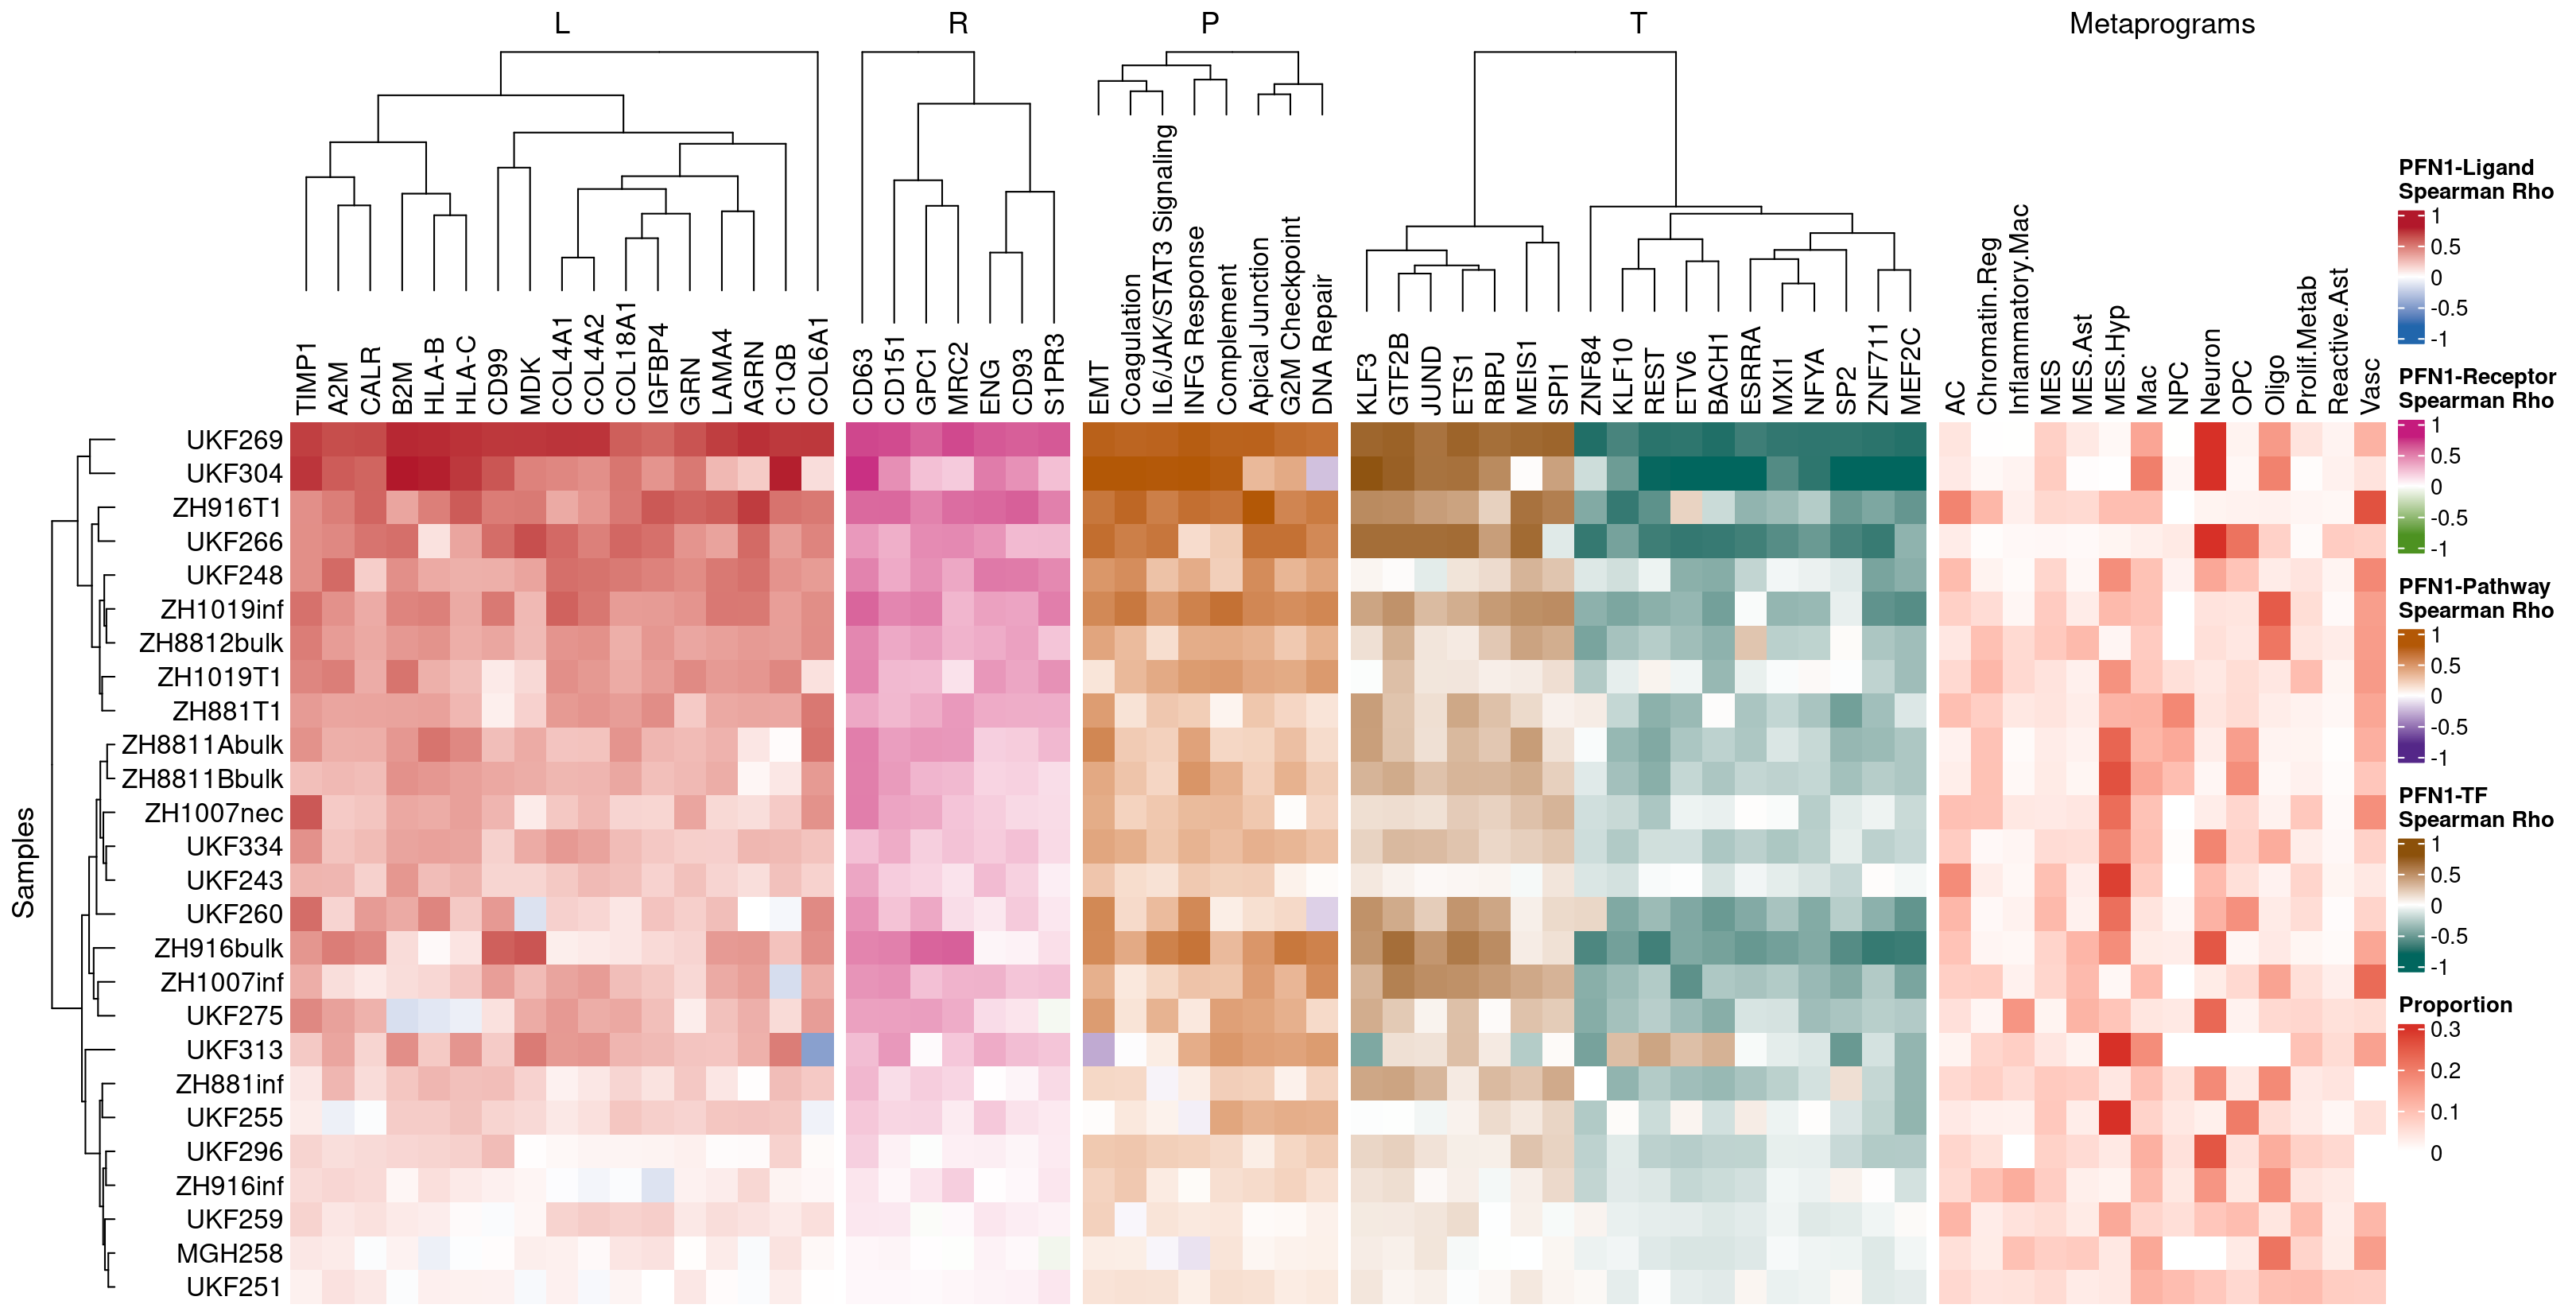 L R P T Metaprograms
TIMP1
A2M
CALR
B2M
HLA-B
HLA-C
CD99
MDK
COL4A1
COL4A2
COL18A1
IGFBP4
GRN
LAMA4
AGRN
C1QB
COL6A1
CD63
CD151
GPC1
MRC2
ENG
CD93
S1PR3
EMT
Coagulation
IL6/JAK/STAT3 Signaling
INFG Response
Complement
Apical Junction
G2M Checkpoint
DNA Repair
KLF3
GTF2B
JUND
ETS1
RBPJ
MEIS1
SPI1
ZNF84
KLF10
REST
ETV6
BACH1
ESRRA
MXI1
NFYA
SP2
ZNF711
MEF2C
AC
Chromatin.Reg
Inflammatory.Mac
MES
MES.Ast
MES.Hyp
Mac
NPC
Neuron
OPC
Oligo
Prolif.Metab
Reactive.Ast
Vasc
Samples
UKF269
UKF304
ZH916T1
UKF266
UKF248
ZH1019inf
ZH8812bulk
ZH1019T1
ZH881T1
ZH8811Abulk
ZH8811Bbulk
ZH1007nec
UKF334
UKF243
UKF260
ZH916bulk
ZH1007inf
UKF275
UKF313
ZH881inf
UKF255
UKF296
ZH916inf
UKF259
MGH258
UKF251
PFN1-Ligand
Spearman Rho
1
0.5
0
-0.5
-1
PFN1-Receptor
Spearman Rho
1
0.5
0
-0.5
-1
PFN1-Pathway
Spearman Rho
1
0.5
0
-0.5
-1
PFN1-TF
Spearman Rho
1
0.5
0
-0.5
-1
Proportion
0.3
0.2
0.1
0